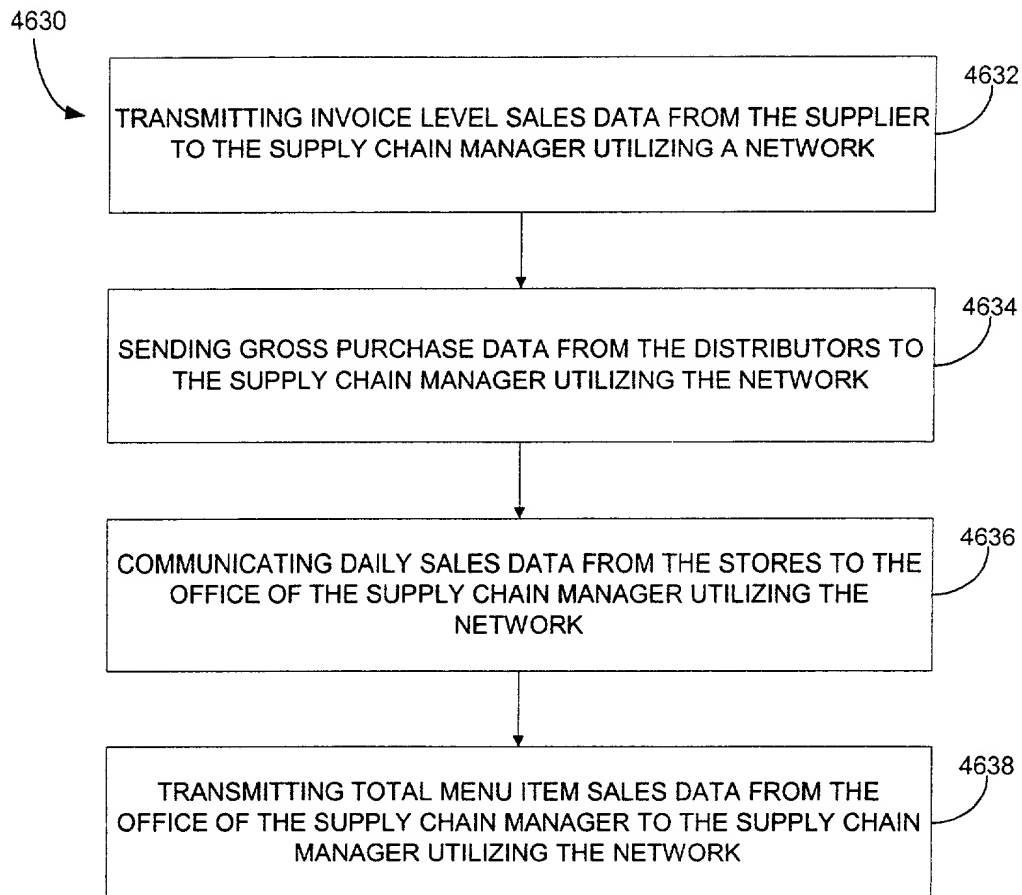 4630
4632
TRANSMITTING INVOICE LEVEL SALES DATA FROM THE SUPPLIER
TO THE SUPPLY CHAIN MANAGER UTILIZING A NETWORK
4634
SENDING GROSS PURCHASE DATA FROM THE DISTRIBUTORS TO
THE SUPPLY CHAIN MANAGER UTILIZING THE NETWORK
4636
COMMUNICATING DAILY SALES DATA FROM THE STORES TO THE
OFFICE OF THE SUPPLY CHAIN MANAGER UTILIZING THE
NETWORK
4638
TRANSMITTING TOTAL MENU ITEM SALES DATA FROM THE
OFFICE OF THE SUPPLY CHAIN MANAGER TO THE SUPPLY CHAIN
MANAGER UTILIZING THE NETWORK